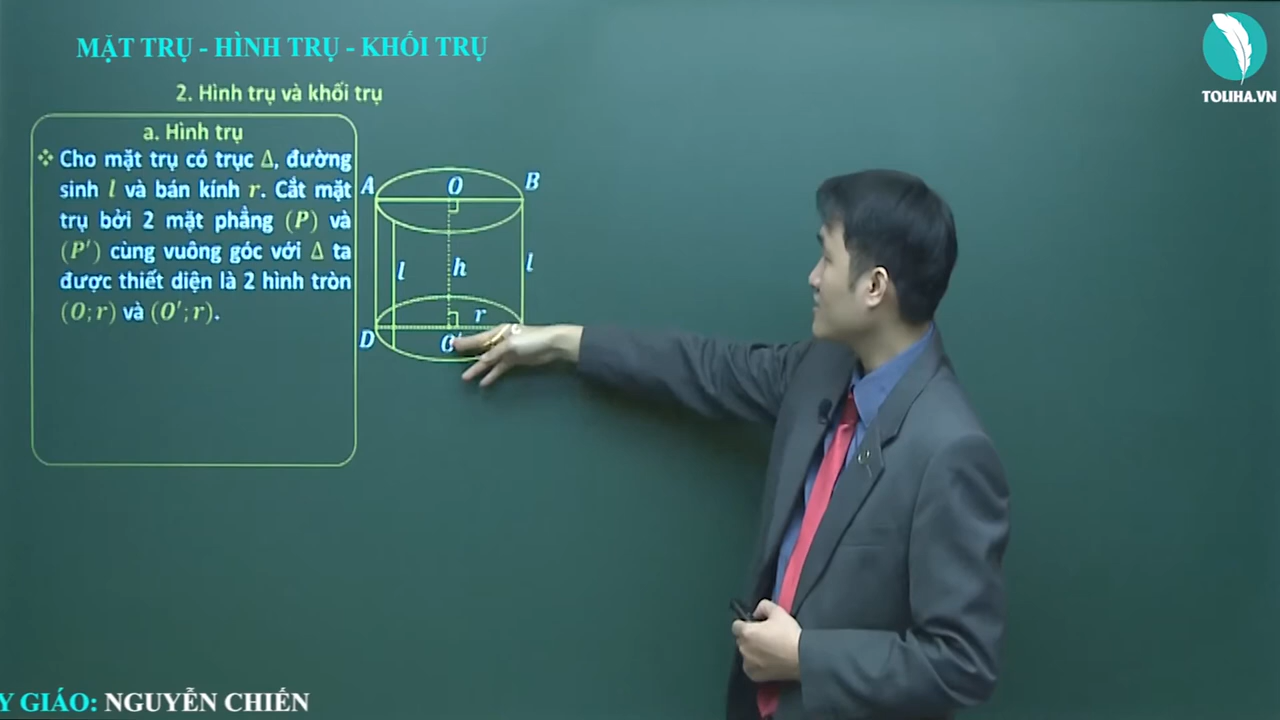 MẶT TRỤ - HÌNH TRỤ - KHỐI TRỤ
TOLIHA.VN
2. Hình trụ và khối trụ
a. Hình trụ
❖ Cho mặt trụ có trục Δ, đường
sinh l và bán kính r. Cắt mặt
trụ bởi 2 mặt phẳng (P) và
(P') cùng vuông góc với Δ ta
được thiết diện là 2 hình tròn
(O; r) và (O'; r).
A O B
l h l
r
D O'
Y GIÁO: NGUYỄN CHIẾN